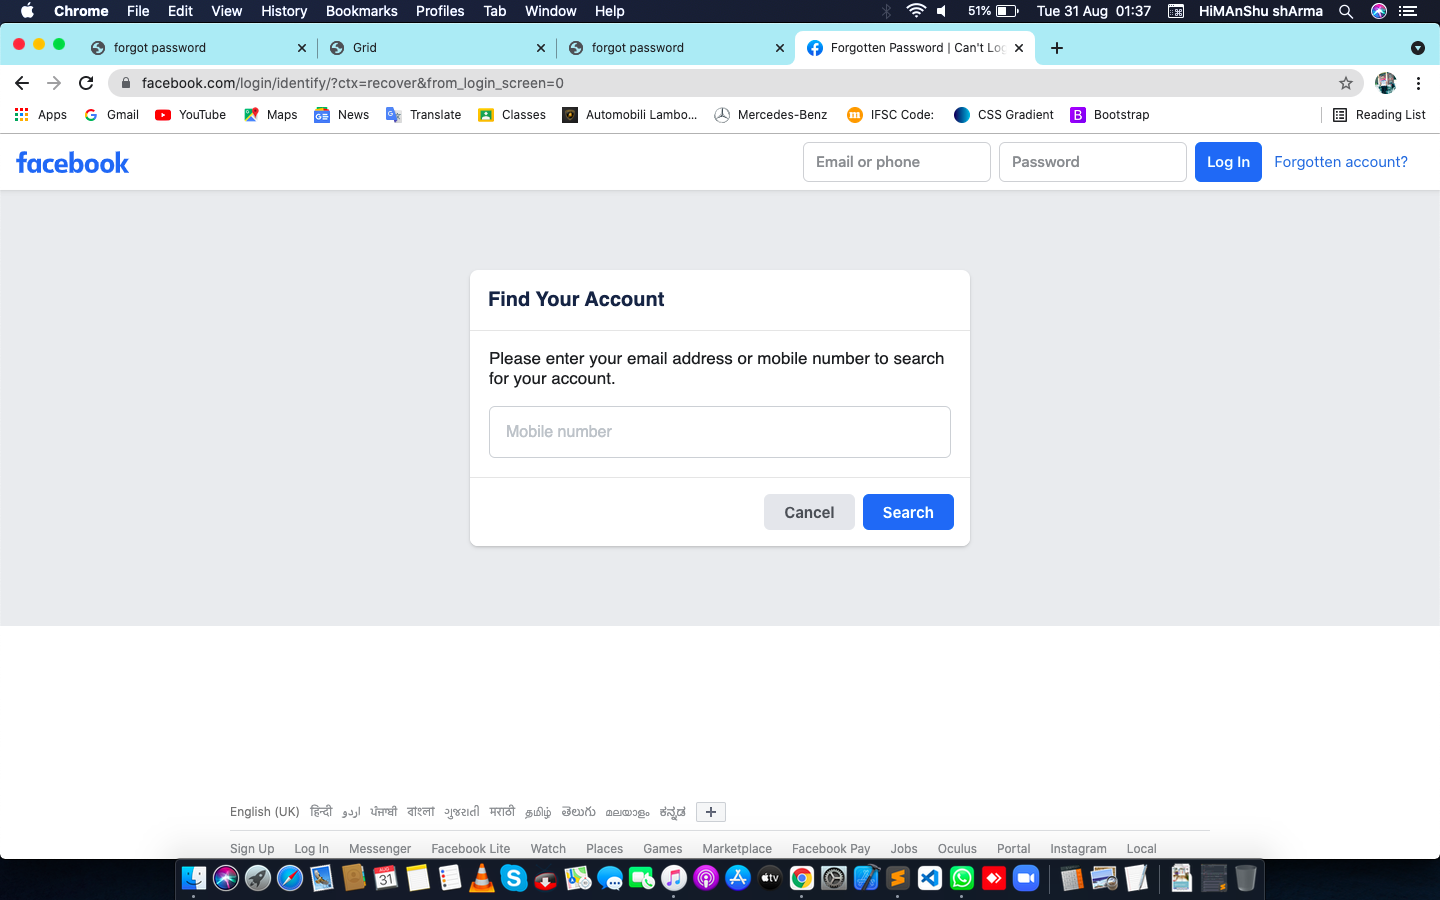 Chrome File Edit View History Bookmarks Profiles Tab Window Help 51% Tue 31 Aug 01:37 HiMAnShu shArma
forgot password Grid forgot password Forgotten Password | Can't Log
facebook.com/login/identify/?ctx=recover&from_login_screen=0
Apps Gmail YouTube Maps News Translate Classes Automobili Lambo... Mercedes-Benz IFSC Code: CSS Gradient Bootstrap Reading List
facebook Email or phone Password Log In Forgotten account?
Find Your Account
Please enter your email address or mobile number to search
for your account.
Mobile number
Cancel Search
English (UK) हिन्दी اردو ਪੰਜਾਬੀ বাংলা ગુજરાતી मराठी தமிழ் తెలుగు മലയാളം ಕನ್ನಡ +
Sign Up Log In Messenger Facebook Lite Watch Places Games Marketplace Facebook Pay Jobs Oculus Portal Instagram Local
AUG
31
tv